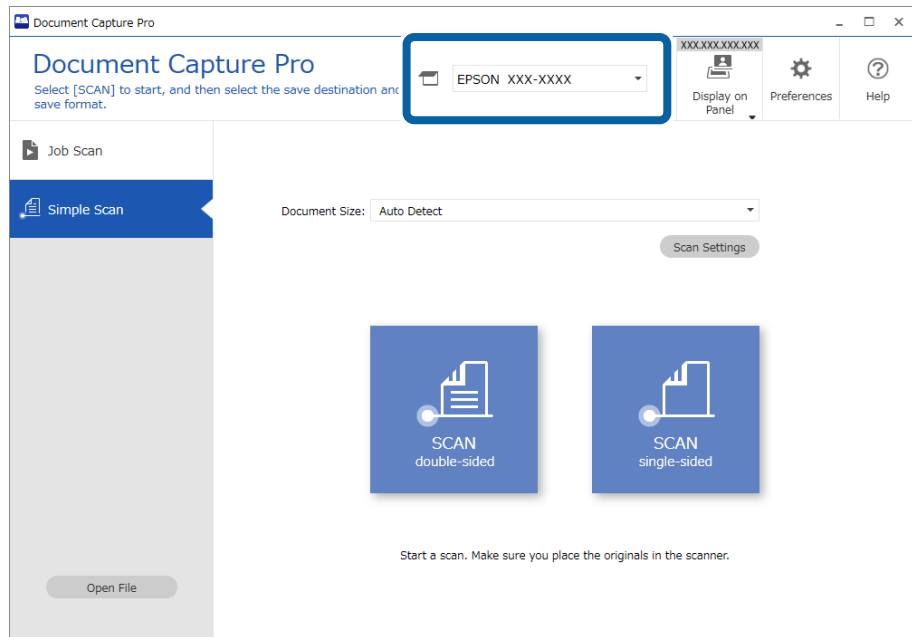 Document Capture Pro
Document Capture Pro
Select [SCAN] to start, and then select the save destination and
save format.
EPSON XXX-XXXX
XXX.XXX.XXX.XXX
Display on
Panel
Preferences
Help
Job Scan
Simple Scan
Document Size:
Auto Detect
Scan Settings
SCAN
double-sided
SCAN
single-sided
Start a scan. Make sure you place the originals in the scanner.
Open File